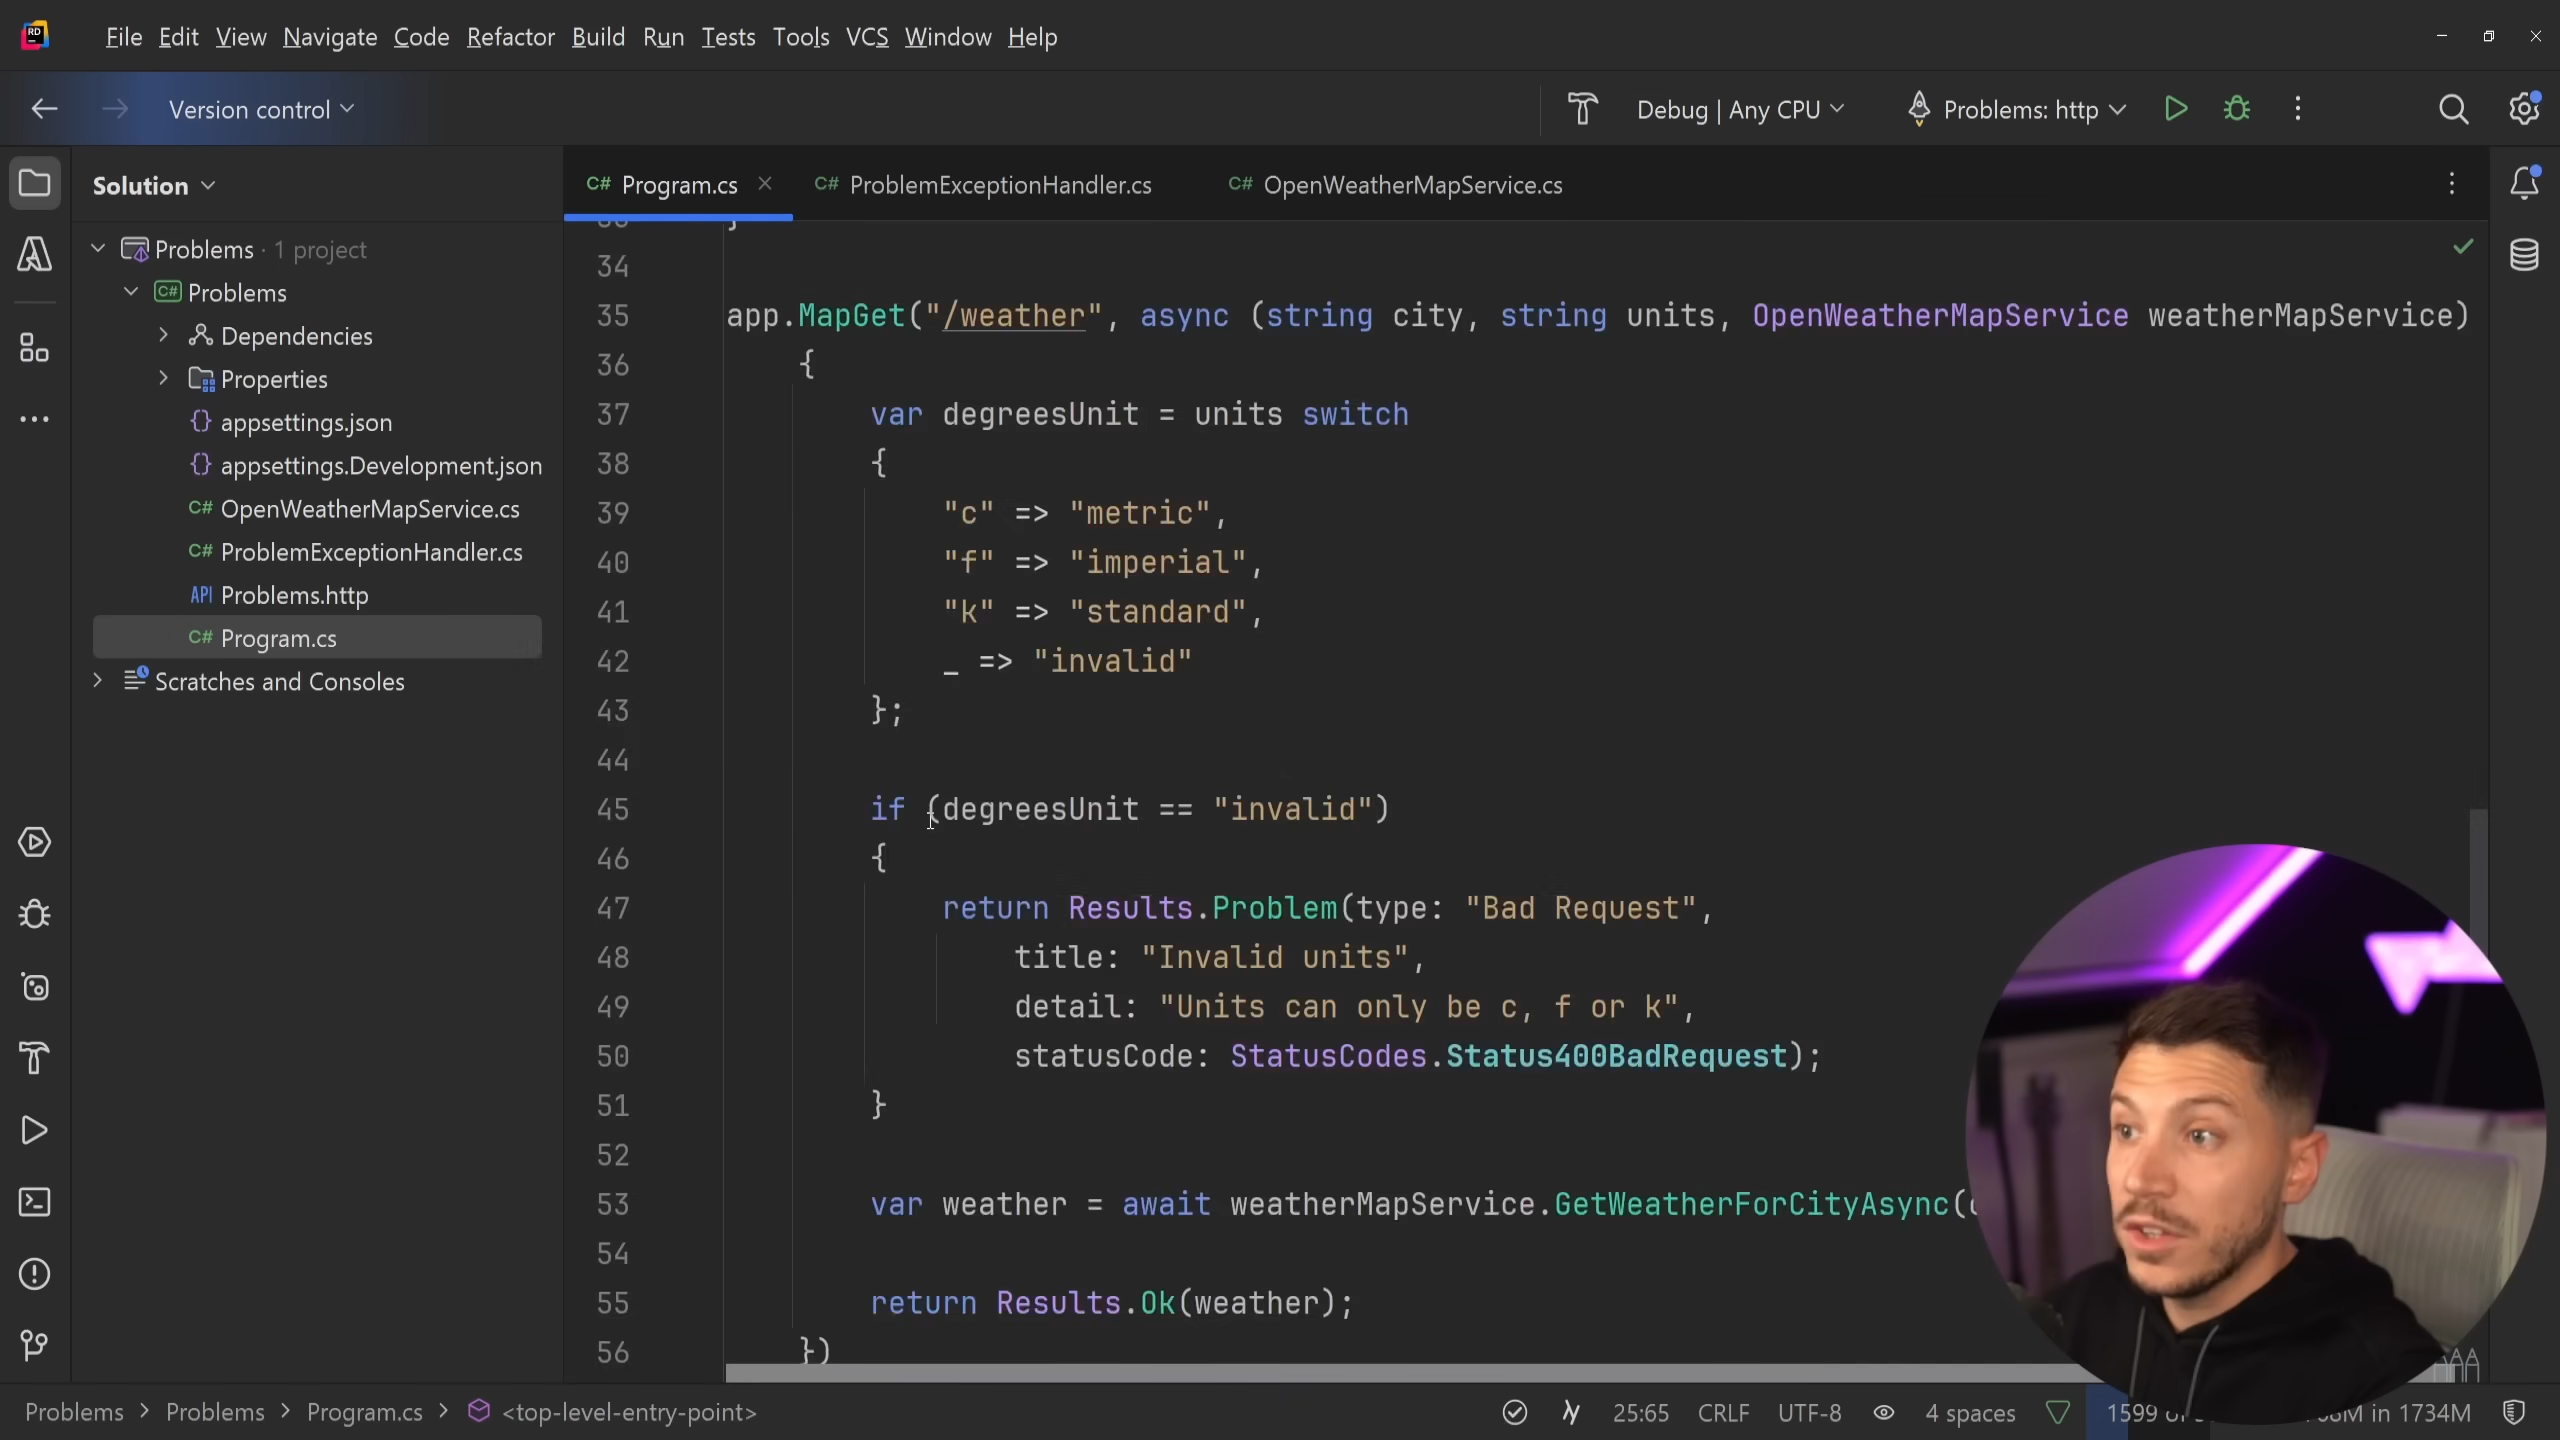 RD File Edit View Navigate Code Refactor Build Run Tests Tools VCS Window Help
Version control Debug | Any CPU Problems: http
Solution
Problems · 1 project
C# Problems
Dependencies
Properties
{} appsettings.json
{} appsettings.Development.json
C# OpenWeatherMapService.cs
C# ProblemExceptionHandler.cs
API Problems.http
C# Program.cs
Scratches and Consoles
C# Program.cs C# ProblemExceptionHandler.cs C# OpenWeatherMapService.cs
34
35 app.MapGet("/weather", async (string city, string units, OpenWeatherMapService weatherMapService)
36 {
37 var degreesUnit = units switch
38 {
39 "c" => "metric",
40 "f" => "imperial",
41 "k" => "standard",
42 _ => "invalid"
43 };
44
45 if (degreesUnit == "invalid")
46 {
47 return Results.Problem(type: "Bad Request",
48 title: "Invalid units",
49 detail: "Units can only be c, f or k",
50 statusCode: StatusCodes.Status400BadRequest);
51 }
52
53 var weather = await weatherMapService.GetWeatherForCityAsync(
54
55 return Results.Ok(weather);
56 })
Problems > Problems > Program.cs > <top-level-entry-point> 25:65 CRLF UTF-8 4 spaces 1599 in 1734M